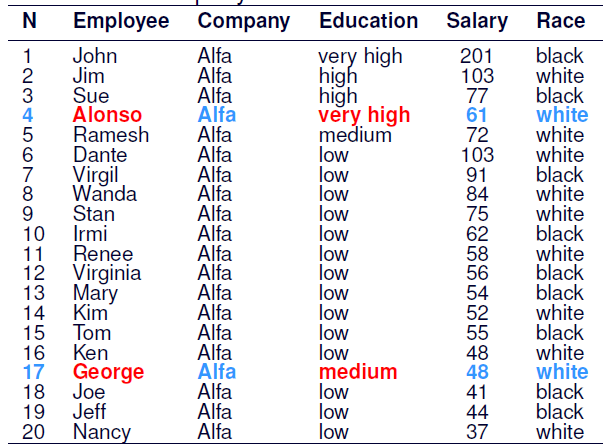 N Employee Company Education Salary Race
1 John Alfa very high 201 black
2 Jim Alfa high 103 white
3 Sue Alfa high 77 black
4 Alonso Alfa very high 61 white
5 Ramesh Alfa medium 72 white
6 Dante Alfa low 103 white
7 Virgil Alfa low 91 black
8 Wanda Alfa low 84 white
9 Stan Alfa low 75 white
10 Irmi Alfa low 62 black
11 Renee Alfa low 58 white
12 Virginia Alfa low 56 black
13 Mary Alfa low 54 black
14 Kim Alfa low 52 white
15 Tom Alfa low 55 black
16 Ken Alfa low 48 white
17 George Alfa medium 48 white
18 Joe Alfa low 41 black
19 Jeff Alfa low 44 black
20 Nancy Alfa low 37 white